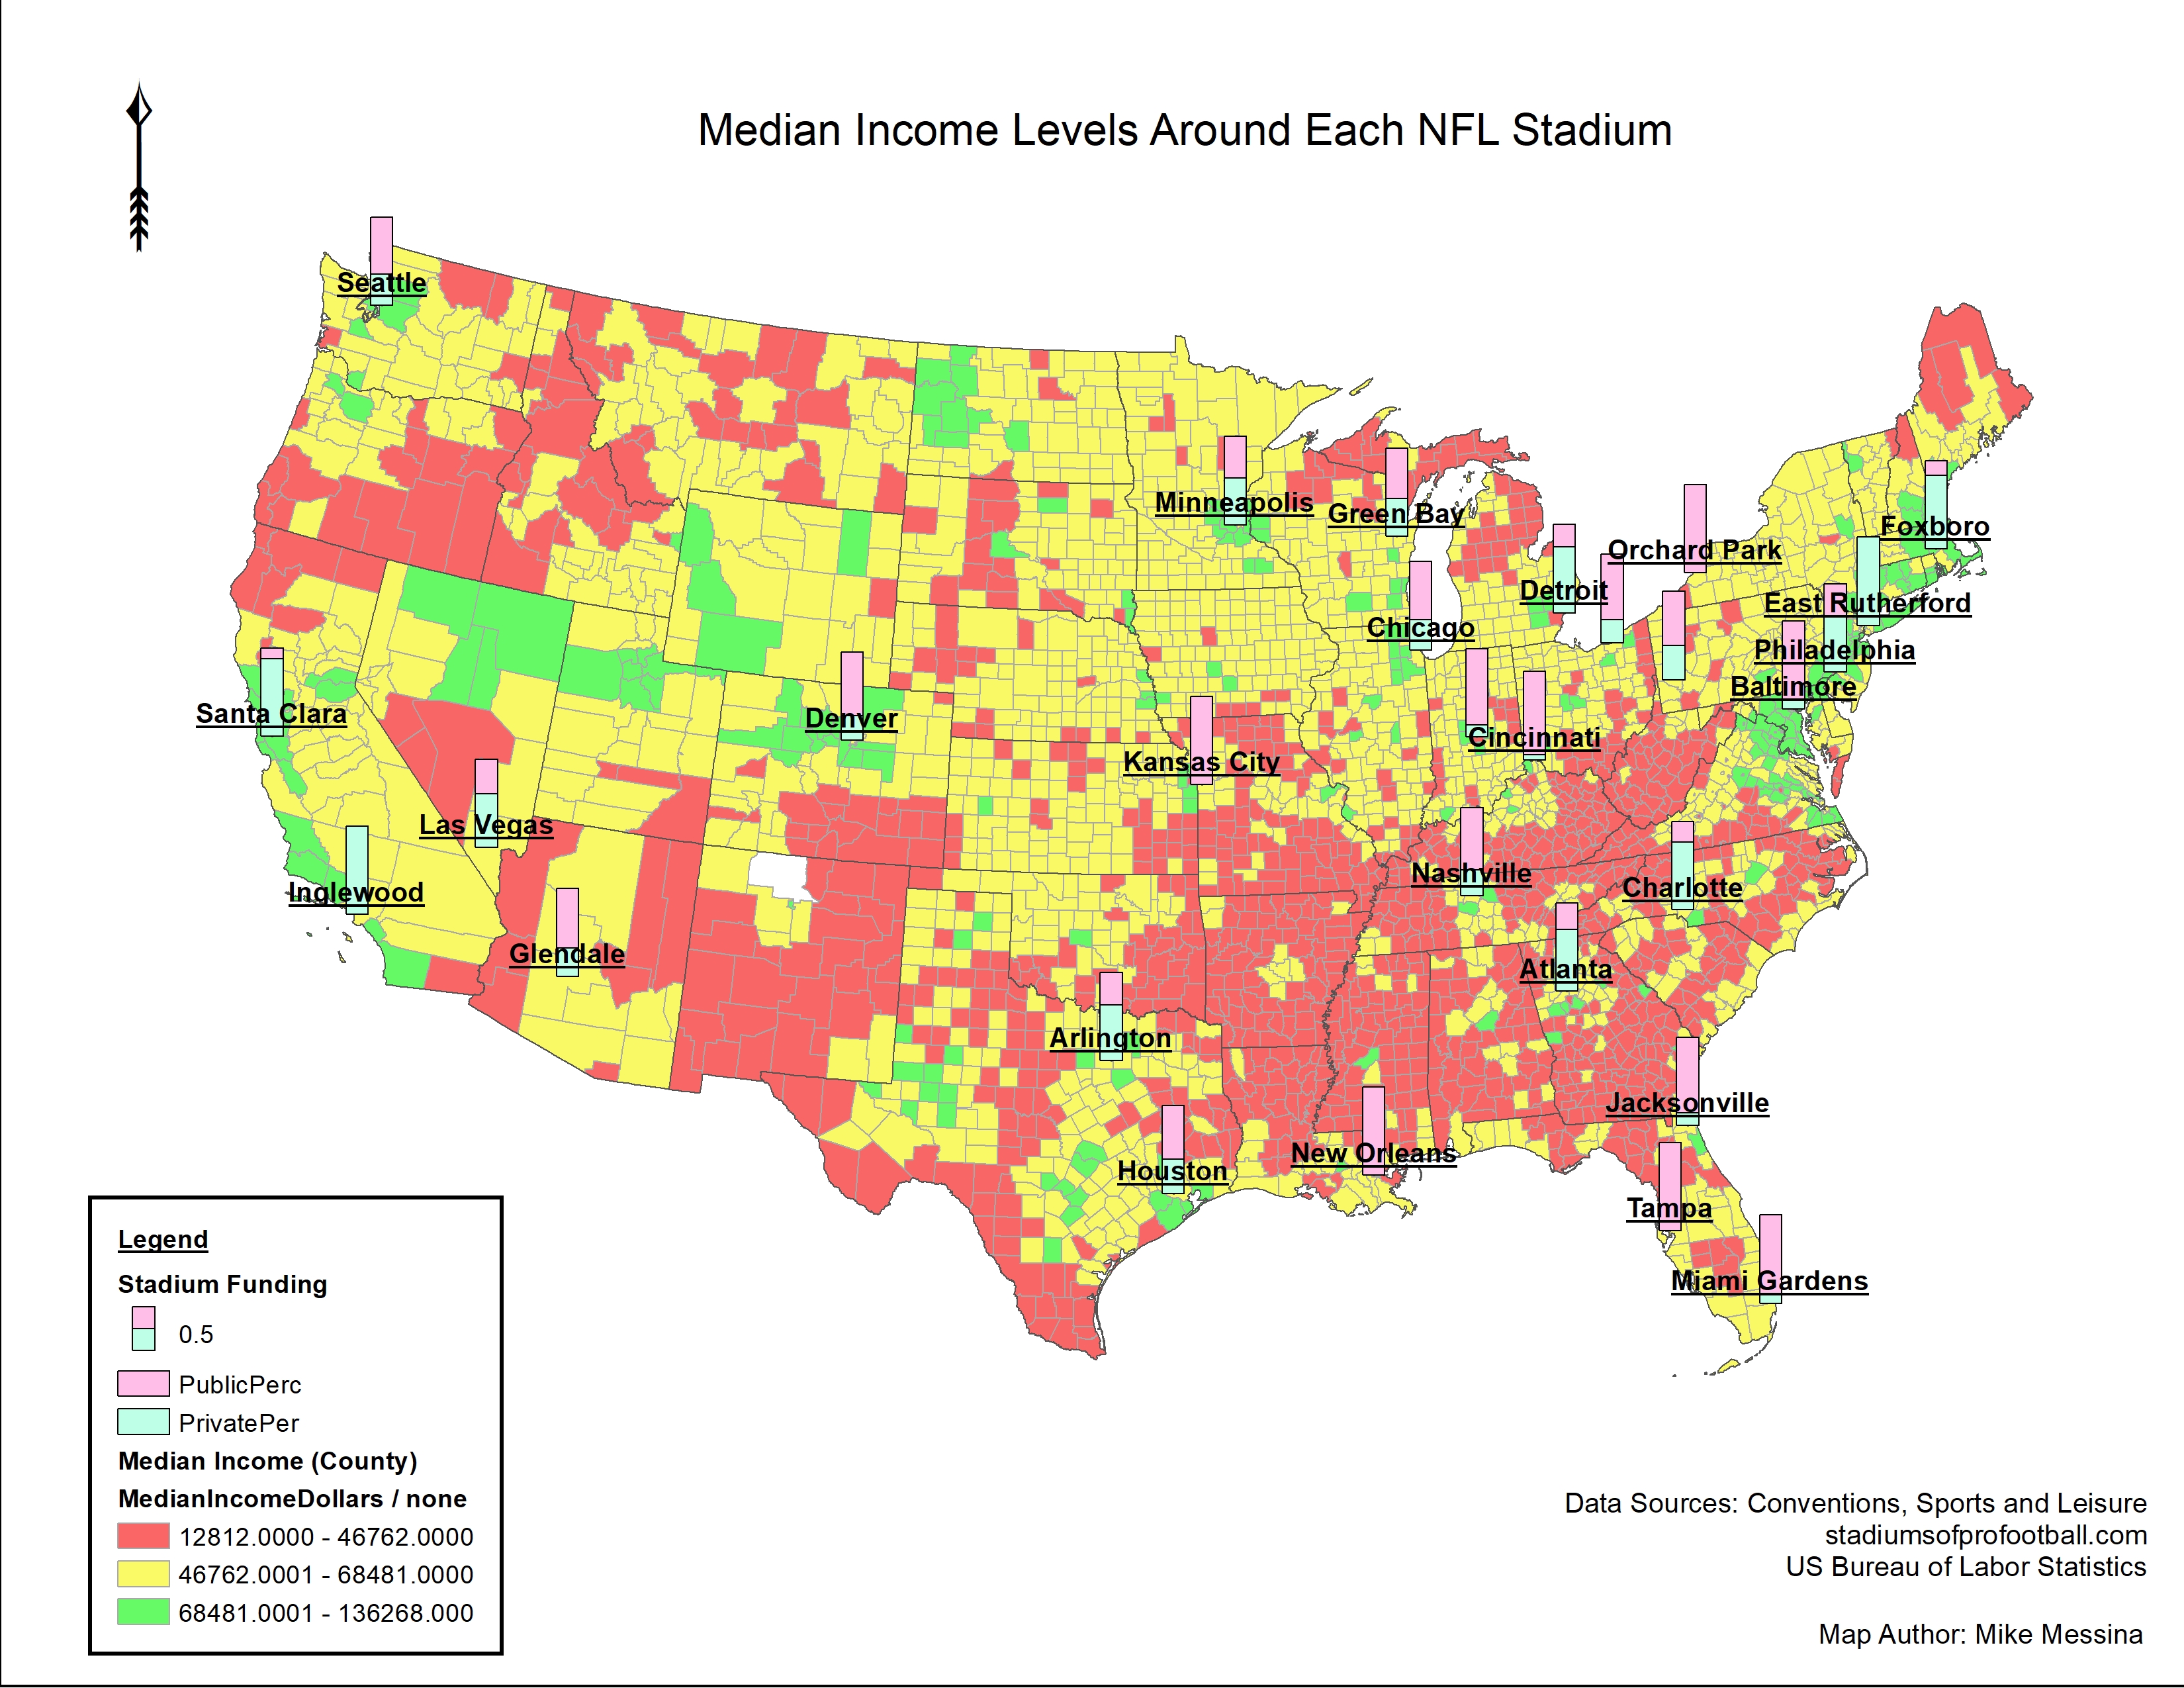 Median Income Levels Around Each NFL Stadium
Seattle
Minneapolis
Green Bay
Foxboro
Orchard Park
Detroit
East Rutherford
Chicago
Philadelphia
Baltimore
Santa Clara
Denver
Cincinnati
Kansas City
Las Vegas
Nashville
Charlotte
Inglewood
Glendale
Atlanta
Arlington
Jacksonville
New Orleans
Houston
Tampa
Miami Gardens
Legend
Stadium Funding
0.5
PublicPerc
PrivatePer
Median Income (County)
MedianIncomeDollars / none
12812.0000 - 46762.0000
46762.0001 - 68481.0000
68481.0001 - 136268.000
Data Sources: Conventions, Sports and Leisure
stadiumsofprofootball.com
US Bureau of Labor Statistics
Map Author: Mike Messina